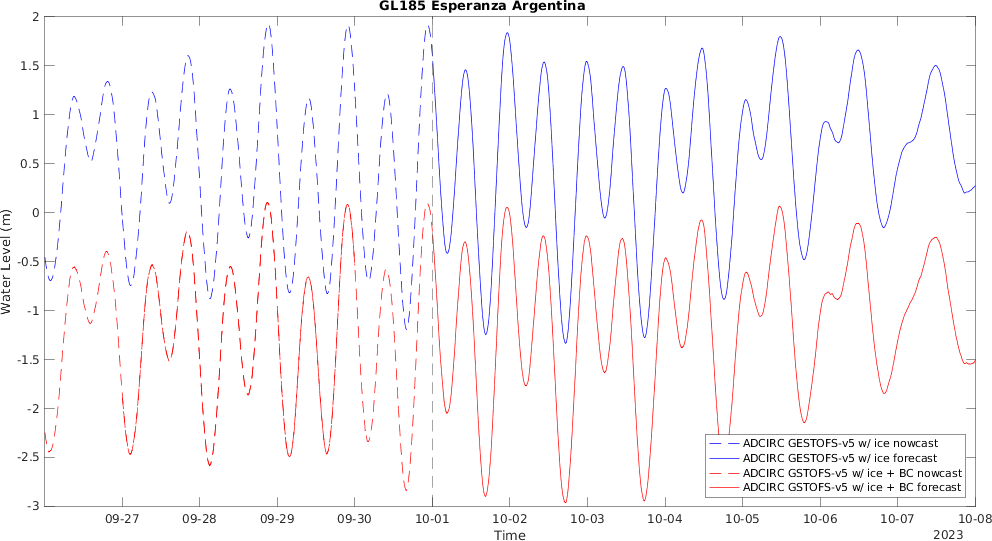 GL185 Esperanza Argentina
2
1.5
1
0.5
0
-0.5
-1
-1.5
-2
-2.5
-3
Water Level (m)
ADCIRC GESTOFS-v5 w/ ice nowcast
ADCIRC GESTOFS-v5 w/ ice forecast
ADCIRC GSTOFS-v5 w/ ice + BC nowcast
ADCIRC GSTOFS-v5 w/ ice + BC forecast
09-27 09-28 09-29 09-30 10-01 10-02 10-03 10-04 10-05 10-06 10-07 10-08
Time
2023